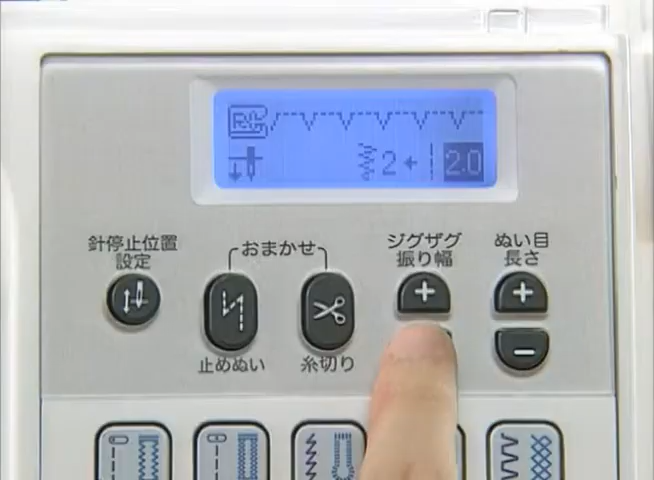 R2
2 ← 2.0
針停止位置
設定
おまかせ
ジグザグ
振り幅
ぬい目
長さ
+
+
−
止めぬい
糸切り